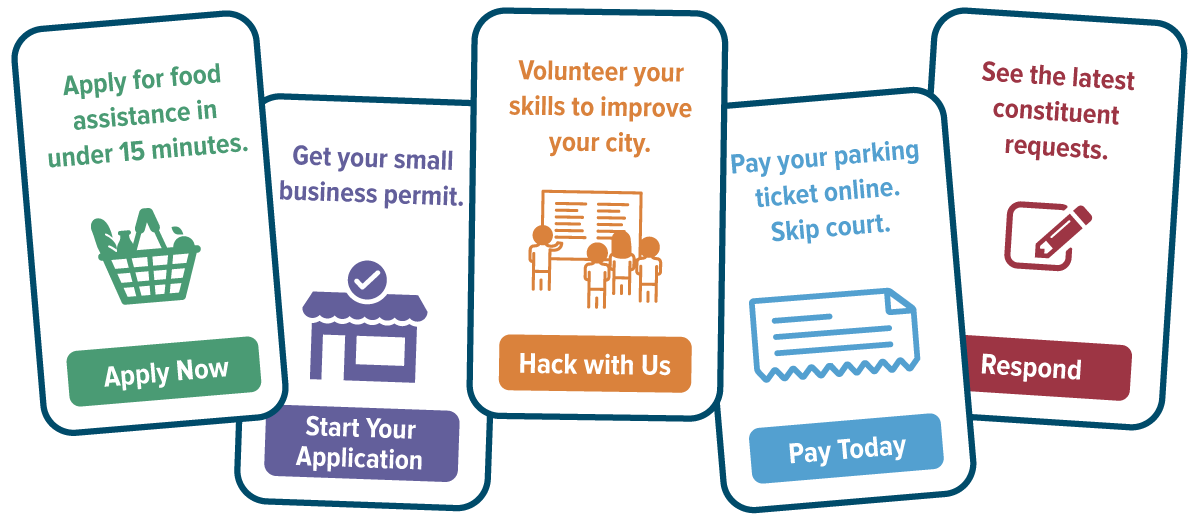 Apply for food
assistance in
under 15 minutes.
Apply Now
Get your small
business permit.
Start Your
Application
Volunteer your
skills to improve
your city.
Hack with Us
Pay your parking
ticket online.
Skip court.
Pay Today
See the latest
constituent
requests.
Respond